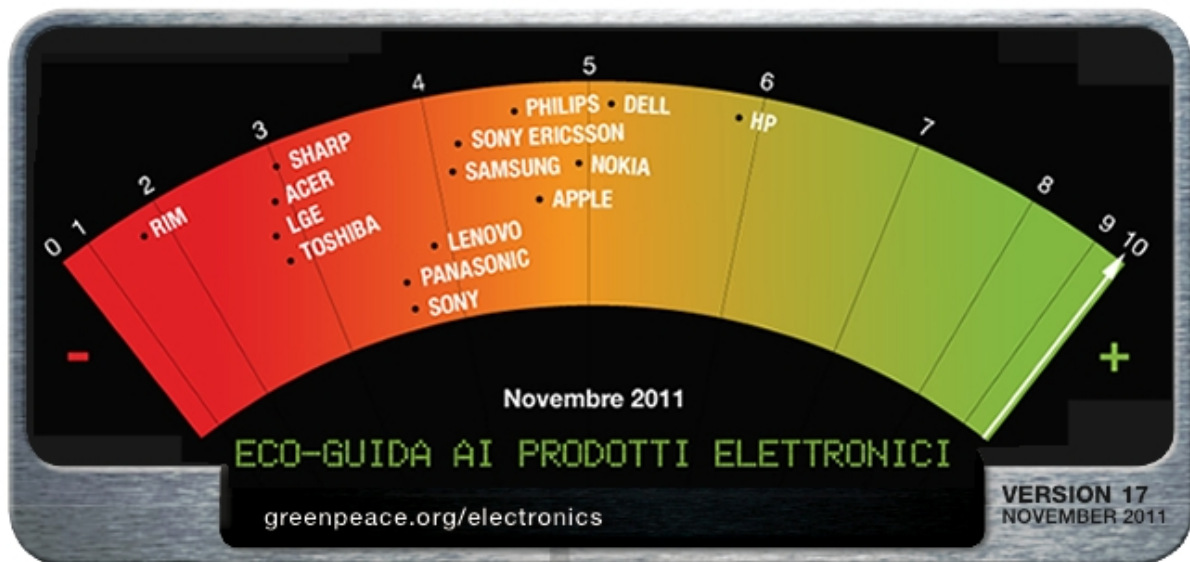 0
1
2
3
4
5
6
7
8
9
10
RIM
SHARP
ACER
LGE
TOSHIBA
PHILIPS
DELL
HP
SONY ERICSSON
SAMSUNG
NOKIA
APPLE
LENOVO
PANASONIC
SONY
-
+
Novembre 2011
ECO-GUIDA AI PRODOTTI ELETTRONICI
greenpeace.org/electronics
VERSION 17
NOVEMBER 2011